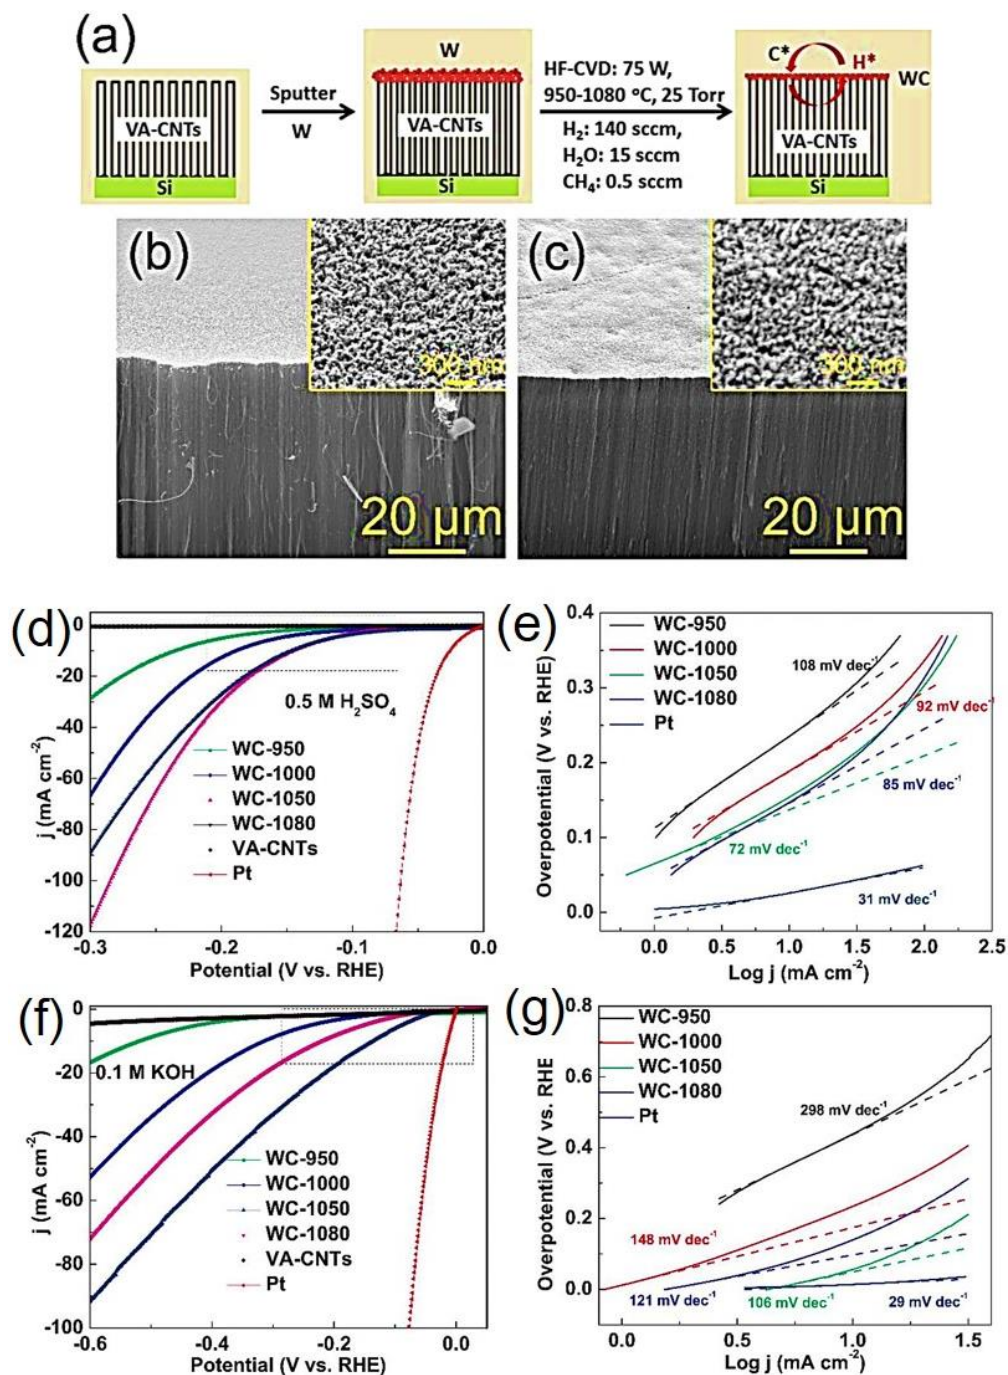 (a)
VA-CNTs
Si
Sputter
W
W
VA-CNTs
Si
HF-CVD: 75 W,
950-1080 °C, 25 Torr
H₂: 140 sccm,
H₂O: 15 sccm
CH₄: 0.5 sccm
C*
H*
WC
VA-CNTs
Si
(b)
300 nm
20 µm
(c)
300 nm
20 µm
(d)
0
-20
-40
-60
-80
-100
-120
j (mA cm⁻²)
0.5 M H₂SO₄
WC-950
WC-1000
WC-1050
WC-1080
VA-CNTs
Pt
-0.3
-0.2
-0.1
0.0
Potential (V vs. RHE)
(e)
0.4
0.3
0.2
0.1
0.0
Overpotential (V vs. RHE)
WC-950
WC-1000
WC-1050
WC-1080
Pt
108 mV dec⁻¹
92 mV dec⁻¹
85 mV dec⁻¹
72 mV dec⁻¹
31 mV dec⁻¹
0.0
0.5
1.0
1.5
2.0
2.5
Log j (mA cm⁻²)
(f)
0
-20
-40
-60
-80
-100
j (mA cm⁻²)
0.1 M KOH
WC-950
WC-1000
WC-1050
WC-1080
VA-CNTs
Pt
-0.6
-0.4
-0.2
0.0
Potential (V vs. RHE)
(g)
0.8
0.6
0.4
0.2
0.0
Overpotential (V vs. RHE
WC-950
WC-1000
WC-1050
WC-1080
Pt
298 mV dec⁻¹
148 mV dec⁻¹
121 mV dec⁻¹
106 mV dec⁻¹
29 mV dec⁻¹
0.0
0.5
1.0
1.5
Log j (mA cm⁻²)